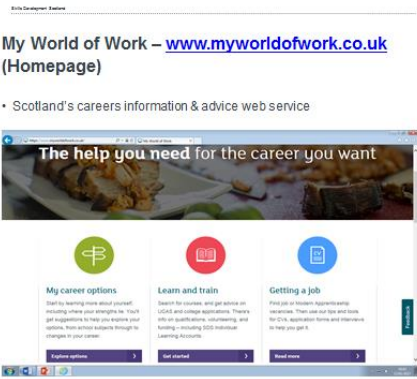 Skills Development Scotland
My World of Work – www.myworldofwork.co.uk
(Homepage)
• Scotland's careers information & advice web service
My World of Work
The help you need for the career you want
My career options
Start by learning more about yourself,
including where your strengths lie. You'll
get suggestions to help you explore your
options, from school subjects through to
changes in your career.
Explore options
Learn and train
Search for courses, and get advice on
UCAS and college applications. There's
info on qualifications, volunteering, and
funding – including SDS Individual
Learning Accounts
Get started
CV
Getting a job
Find job or Modern Apprenticeship
vacancies. Then use our tips and tools
for CVs, application forms and interviews
to help you get it.
Read more
Feedback